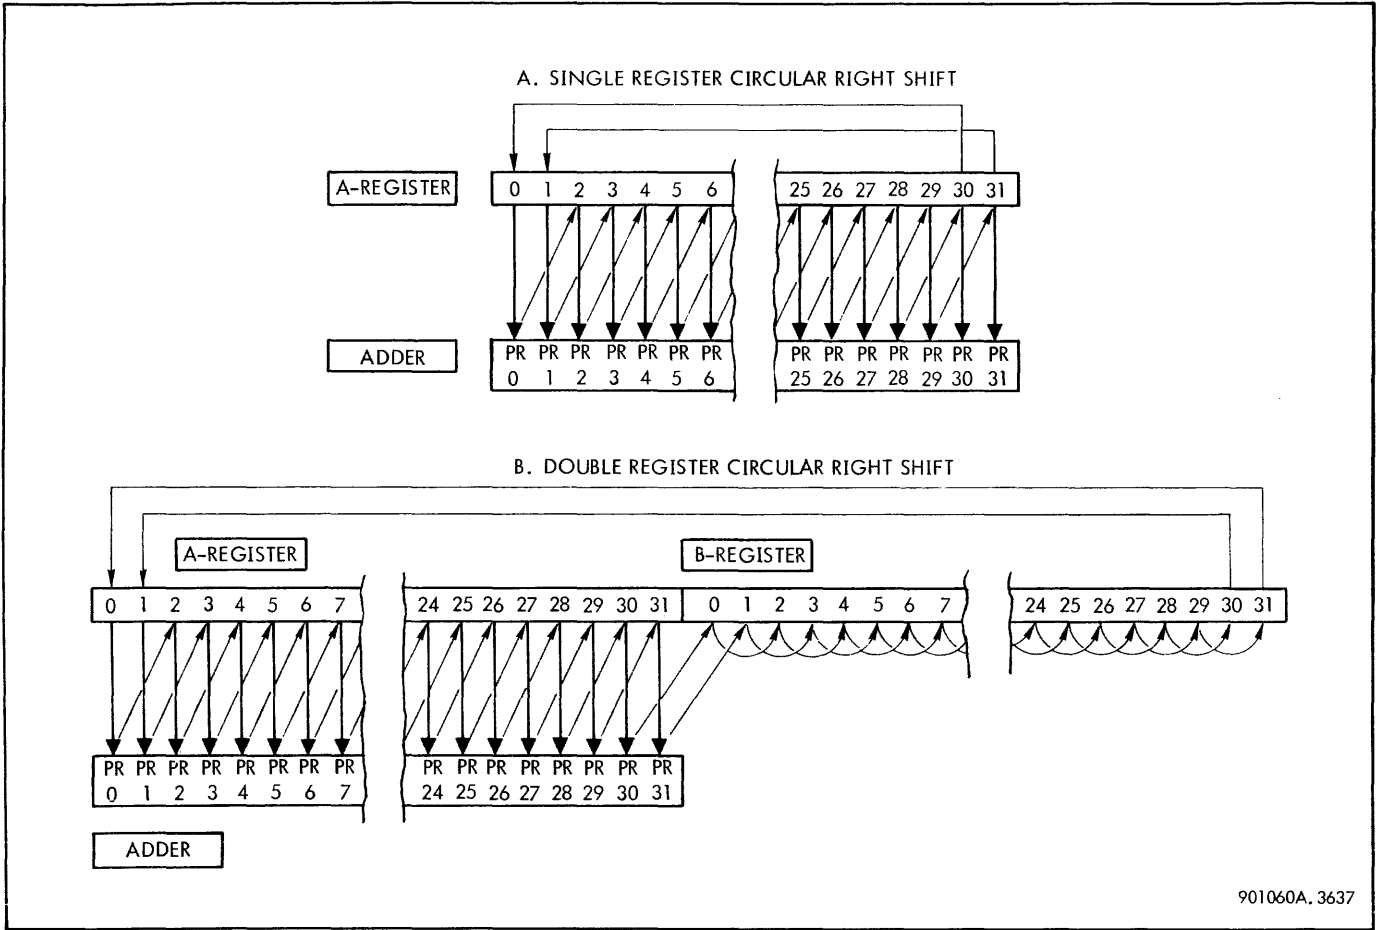 A. SINGLE REGISTER CIRCULAR RIGHT SHIFT
A-REGISTER
0 1 2 3 4 5 6 25 26 27 28 29 30 31
ADDER
PR PR PR PR PR PR PR PR PR PR PR PR PR PR
0 1 2 3 4 5 6 25 26 27 28 29 30 31
B. DOUBLE REGISTER CIRCULAR RIGHT SHIFT
A-REGISTER B-REGISTER
0 1 2 3 4 5 6 7 24 25 26 27 28 29 30 31 0 1 2 3 4 5 6 7 24 25 26 27 28 29 30 31
PR PR PR PR PR PR PR PR PR PR PR PR PR PR PR PR
0 1 2 3 4 5 6 7 24 25 26 27 28 29 30 31
ADDER
901060A. 3637